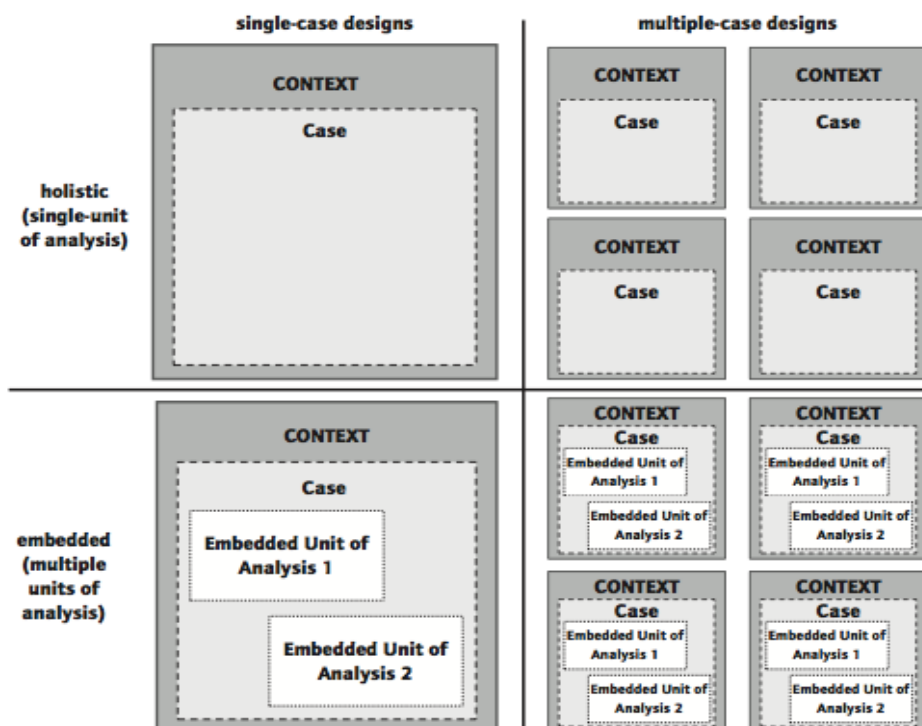 single-case designs
multiple-case designs
holistic
(single-unit
of analysis)
CONTEXT
Case
CONTEXT
Case
CONTEXT
Case
CONTEXT
Case
CONTEXT
Case
embedded
(multiple
units of
analysis)
CONTEXT
Case
Embedded Unit of
Analysis 1
Embedded Unit of
Analysis 2
CONTEXT
Case
Embedded Unit of
Analysis 1
Embedded Unit of
Analysis 2
CONTEXT
Case
Embedded Unit of
Analysis 1
Embedded Unit of
Analysis 2
CONTEXT
Case
Embedded Unit of
Analysis 1
Embedded Unit of
Analysis 2
CONTEXT
Case
Embedded Unit of
Analysis 1
Embedded Unit of
Analysis 2